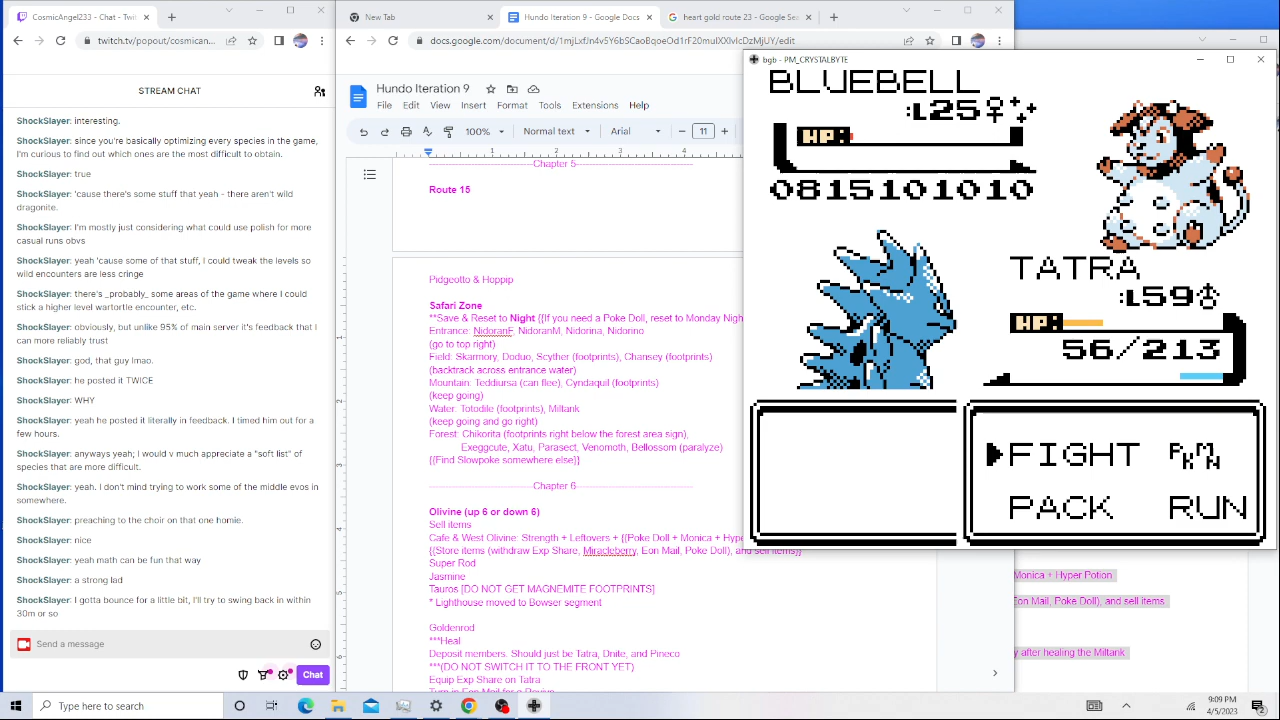 CosmicAngel233 - Chat - Twit
twitch.tv/popout/cosmican...
STREAM CHAT
ShockSlayer: interesting.
ShockSlayer: since you're basically optimizing every species in the game,
I'm curious to find out which ones are the most difficult to obtain.
ShockSlayer: true
ShockSlayer: 'cause there's some stuff that yeah - there aren't wild
dragonite.
ShockSlayer: I'm mostly just considering what could use polish for more
casual runs obvs
ShockSlayer: yeah 'cause some of that stuff, I could tweak the levels so
wild encounters are less cringe
ShockSlayer: there's _probably_ some areas of the game where I could
stick a higher level wartortle encounter, etc.
ShockSlayer: obviously, but unlike 95% of main server it's feedback that I
can more reliably trust
ShockSlayer: god, that guy lmao.
ShockSlayer: he posted it TWICE
ShockSlayer: WHY
ShockSlayer: yeah he posted it literally in feedback. I timed him out for a
few hours.
ShockSlayer: anyways yeah; I would v much appreciate a "soft list" of
species that are more difficult.
ShockSlayer: yeah. I don't mind trying to work some of the middle evos in
somewhere.
ShockSlayer: preaching to the choir on that one homie.
ShockSlayer: nice
ShockSlayer: yeah math can be fun that way
ShockSlayer: a strong lad
ShockSlayer: I gotta bounce for a little bit, I'll try to swing back in within
30m or so
Send a message
Chat
New Tab
Hundo Iteration 9 - Google Docs
heart gold route 23 - Google Se
Hundo Iteration 9
File Edit View Insert Format Tools Extensions Help
100% Normal text Arial 11
1 2 3 4
Chapter 5
Route 15
Pidgeotto & Hoppip
Safari Zone
**Save & Reset to Night {{If you need a Poke Doll, reset to Monday Nigh
Entrance: NidoranF, NidoranM, Nidorina, Nidorino
(go to top right)
Field: Skarmory, Doduo, Scyther (footprints), Chansey (footprints)
(backtrack across entrance water)
Mountain: Teddiursa (can flee), Cyndaquil (footprints)
(keep going)
Water: Totodile (footprints), Miltank
(keep going and go right)
Forest: Chikorita (footprints right below the forest area sign),
Exeggcute, Xatu, Parasect, Venomoth, Bellossom (paralyze)
{{Find Slowpoke somewhere else]
Chapter 6
Olivine (up 6 or down 6)
Sell items
Cafe & West Olivine: Strength + Leftovers + {{Poke Doll + Monica + Hype
{{Store items (withdraw Exp Share, Miracleberry, Eon Mail, Poke Doll), and sell items}}
Super Rod
Jasmine
Tauros [DO NOT GET MAGNEMITE FOOTPRINTS]
* Lighthouse moved to Bowser segment
Goldenrod
***Heal
Deposit members. Should just be Tatra, Dnite, and Pineco
***(DO NOT SWITCH IT TO THE FRONT YET)
Equip Exp Share on Tatra
Turn in Eon Mail for a Revive
Monica + Hyper Potion
Eon Mail, Poke Doll), and sell items
y after healing the Miltank
bgb - PM_CRYSTALBYTE
BLUEBELL
:L25♀
HP:
0815101010
TATRA
:L59♂
HP:
56/213
▶FIGHT PKMN
PACK RUN
Type here to search
9:09 PM
4/5/2023
2